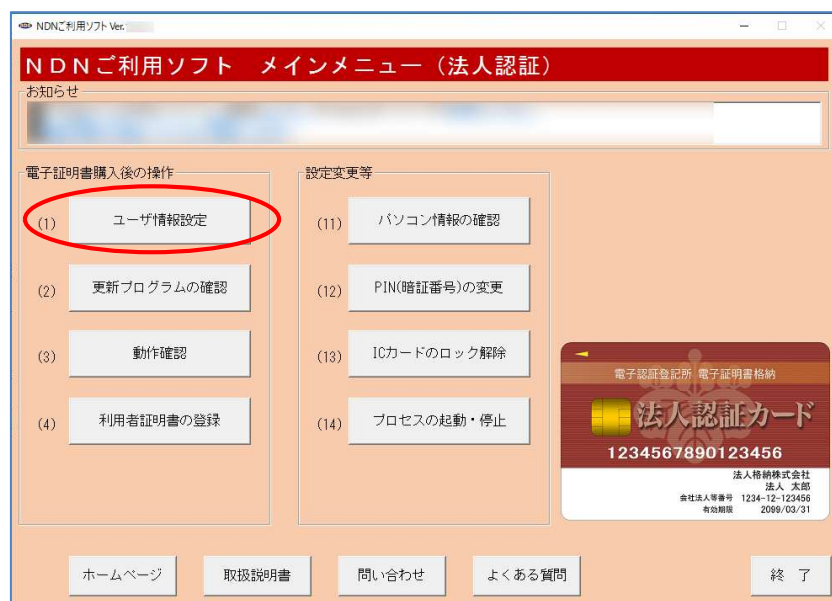 NDNご利用ソフト Ver.
NDNご利用ソフト メインメニュー(法人認証)
お知らせ
電子証明書購入後の操作
(1) ユーザ情報設定
(2) 更新プログラムの確認
(3) 動作確認
(4) 利用者証明書の登録
設定変更等
(11) パソコン情報の確認
(12) PIN(暗証番号)の変更
(13) ICカードのロック解除
(14) プロセスの起動・停止
電子認証登記所 電子証明書格納
法人認証カード
1234567890123456
法人格納株式会社
法人 太郎
会社法人等番号 1234-12-123456
有効期限 2099/03/31
ホームページ
取扱説明書
問い合わせ
よくある質問
終 了